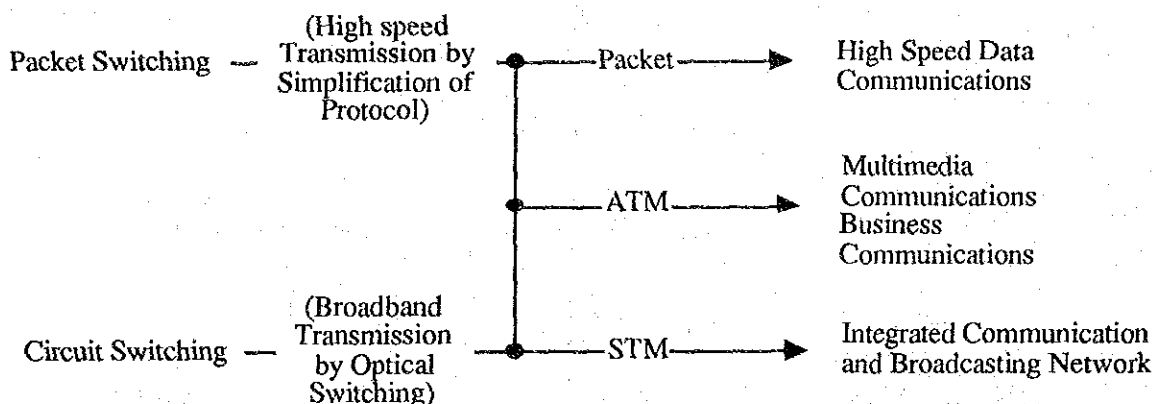 Packet Switching
(High speed
Transmission by
Simplification of
Protocol)
Packet
High Speed Data
Communications
ATM
Multimedia
Communications
Business
Communications
Circuit Switching
(Broadband
Transmission
by Optical
Switching)
STM
Integrated Communication
and Broadcasting Network